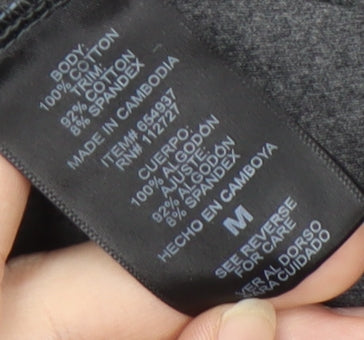 BODY:
100% COTTON
TRIM:
92% COTTON
8% SPANDEX
MADE IN CAMBODIA
ITEM# 654937
RN# 112727
CUERPO:
100% ALGODÓN
AJUSTE:
92% ALGODÓN
8% SPANDEX
HECHO EN CAMBOYA
M
SEE REVERSE
FOR CARE
VER AL DORSO
PARA CUIDADO